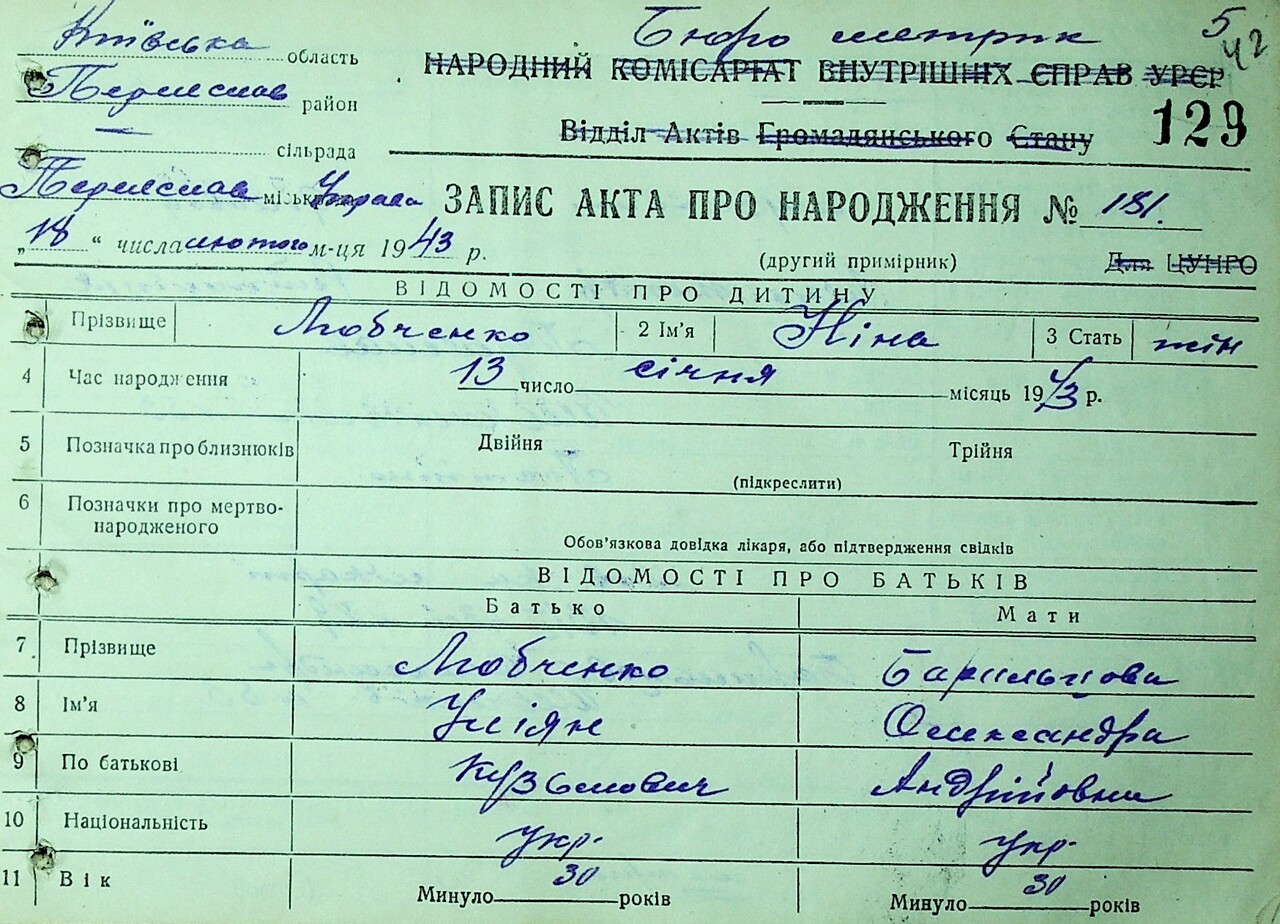 Київська область
Бюро метрик
5
42
НАРОДНИЙ КОМІСАРІАТ ВНУТРІШНІХ СПРАВ УРСР
Переяслав район
Відділ Актів Громадянського Стану
129
сільрада
Переяслав міськ Управа
ЗАПИС АКТА ПРО НАРОДЖЕННЯ № 181.
„ 18 “ числа лютого м-ця 1943 р.
(другий примірник)
Для ЦУНГО
ВІДОМОСТІ ПРО ДИТИНУ
Прізвище Любченко 2 Ім'я Ніна 3 Стать жін
4 Час народження 13 число січня місяць 1943 р.
5 Позначка про близнюків Двійня Трійня
(підкреслити)
6 Позначки про мертво-
народженого
Обов'язкова довідка лікаря, або підтвердження свідків
ВІДОМОСТІ ПРО БАТЬКІВ
Батько Мати
7 Прізвище Любченко
8 Ім'я Уліян Олександра
9 По батькові Кузьмович Андріївна
10 Національність укр. укр.
11 Вік Минуло 30 років Минуло 30 років